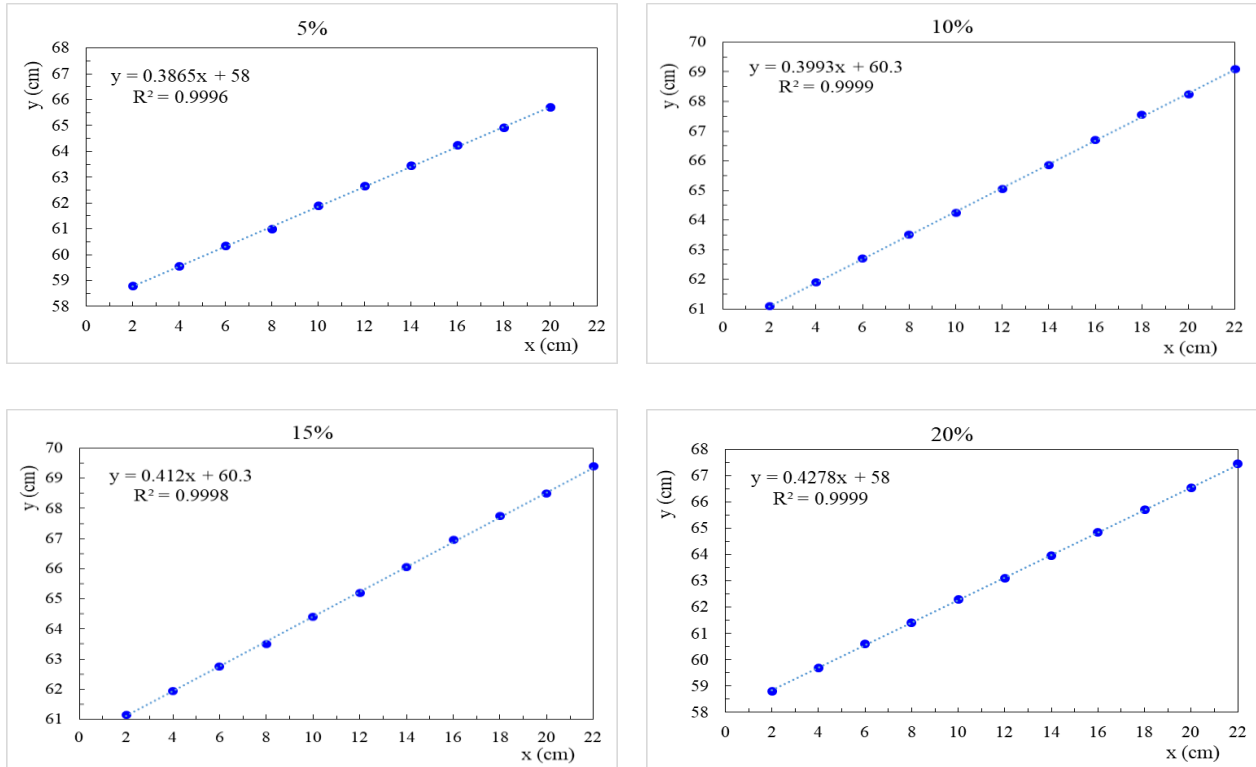 5%
y = 0.3865x + 58
R² = 0.9996
y (cm)
68
67
66
65
64
63
62
61
60
59
58
0 2 4 6 8 10 12 14 16 18 20 22
x (cm)
10%
y = 0.3993x + 60.3
R² = 0.9999
y (cm)
70
69
68
67
66
65
64
63
62
61
0 2 4 6 8 10 12 14 16 18 20 22
x (cm)
15%
y = 0.412x + 60.3
R² = 0.9998
y (cm)
70
69
68
67
66
65
64
63
62
61
0 2 4 6 8 10 12 14 16 18 20 22
x (cm)
20%
y = 0.4278x + 58
R² = 0.9999
y (cm)
68
67
66
65
64
63
62
61
60
59
58
0 2 4 6 8 10 12 14 16 18 20 22
x (cm)